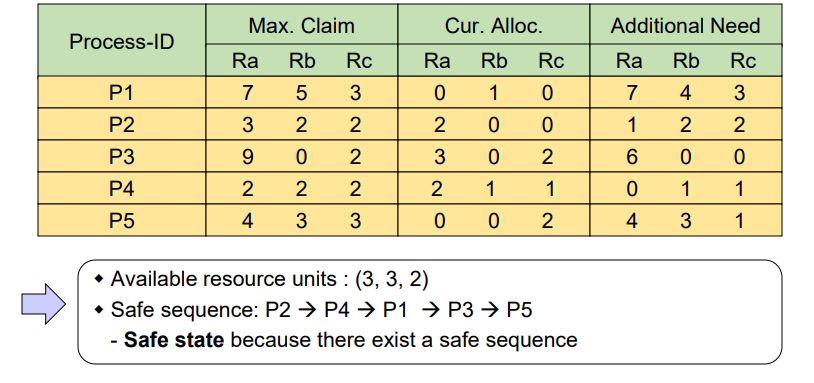 Process-ID Max. Claim Cur. Alloc. Additional Need
Ra Rb Rc Ra Rb Rc Ra Rb Rc
P1 7 5 3 0 1 0 7 4 3
P2 3 2 2 2 0 0 1 2 2
P3 9 0 2 3 0 2 6 0 0
P4 2 2 2 2 1 1 0 1 1
P5 4 3 3 0 0 2 4 3 1
◆ Available resource units : (3, 3, 2)
◆ Safe sequence: P2 → P4 → P1 → P3 → P5
- Safe state because there exist a safe sequence